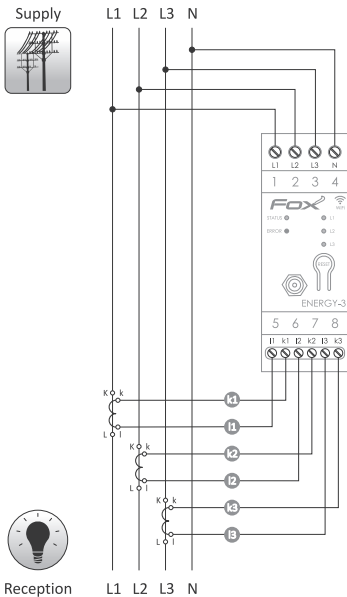 Supply L1 L2 L3 N
L1 L2 L3 N
1 2 3 4
Fox WiFi
STATUS L1
ERROR L2
L3
RESET
ENERGY-3
5 6 7 8
l1 k1 l2 k2 l3 k3
K k
k1
l1
L l
K k
k2
l2
L l
K k
k3
l3
L l
Reception L1 L2 L3 N